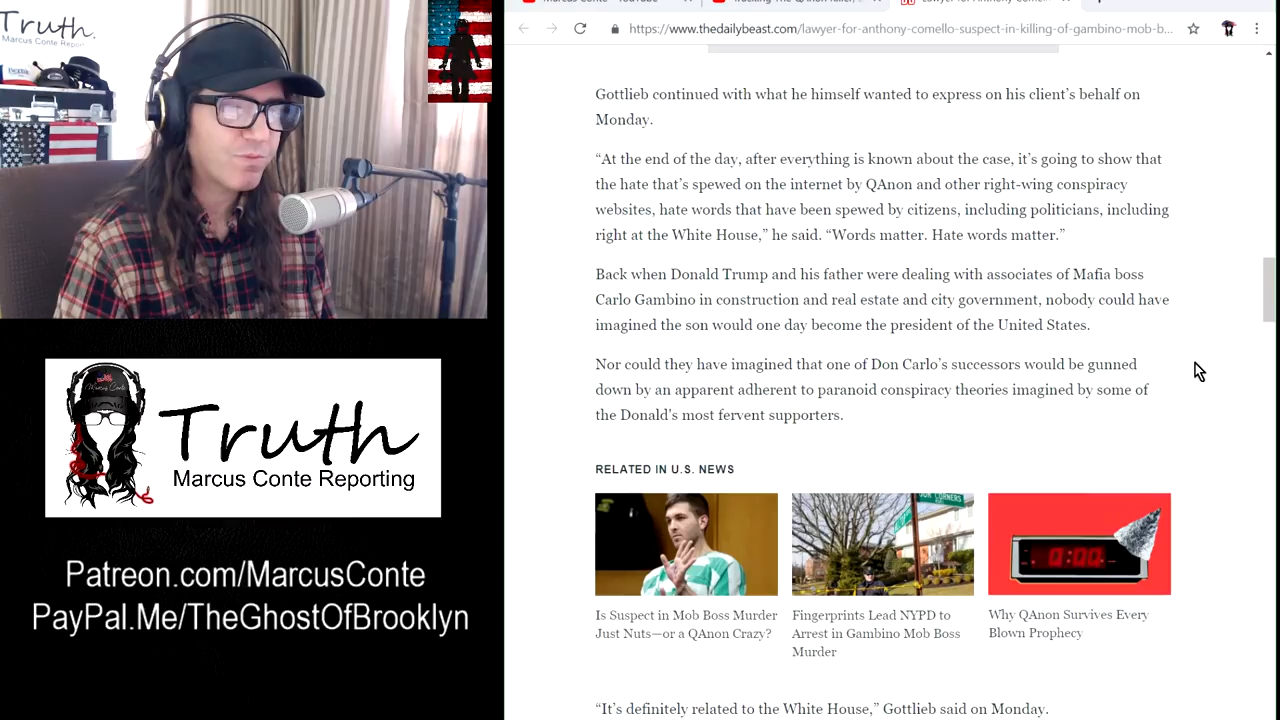 Truth.
Marcus Conte Report
Truth
Marcus Conte Reporting
Patreon.com/MarcusConte
PayPal.Me/TheGhostOfBrooklyn
https://www.thedailybeast.com/lawyer-for-anthony-comello-suspect-in-killing-of-gambino-mob-b...
Gottlieb continued with what he himself wanted to express on his client's behalf on
Monday.
“At the end of the day, after everything is known about the case, it's going to show that
the hate that's spewed on the internet by QAnon and other right-wing conspiracy
websites, hate words that have been spewed by citizens, including politicians, including
right at the White House,” he said. “Words matter. Hate words matter.”
Back when Donald Trump and his father were dealing with associates of Mafia boss
Carlo Gambino in construction and real estate and city government, nobody could have
imagined the son would one day become the president of the United States.
Nor could they have imagined that one of Don Carlo's successors would be gunned
down by an apparent adherent to paranoid conspiracy theories imagined by some of
the Donald's most fervent supporters.
RELATED IN U.S. NEWS
0:00
Is Suspect in Mob Boss Murder
Just Nuts—or a QAnon Crazy?
Fingerprints Lead NYPD to
Arrest in Gambino Mob Boss
Murder
Why QAnon Survives Every
Blown Prophecy
“It's definitely related to the White House,” Gottlieb said on Monday.